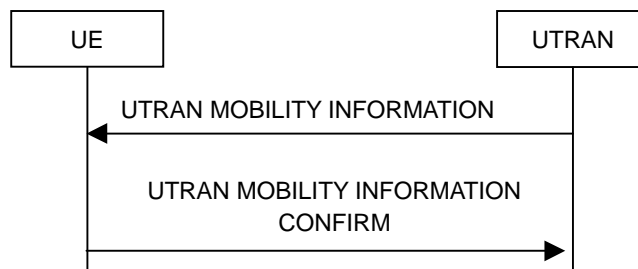 UE
UTRAN
UTRAN MOBILITY INFORMATION
UTRAN MOBILITY INFORMATION
CONFIRM